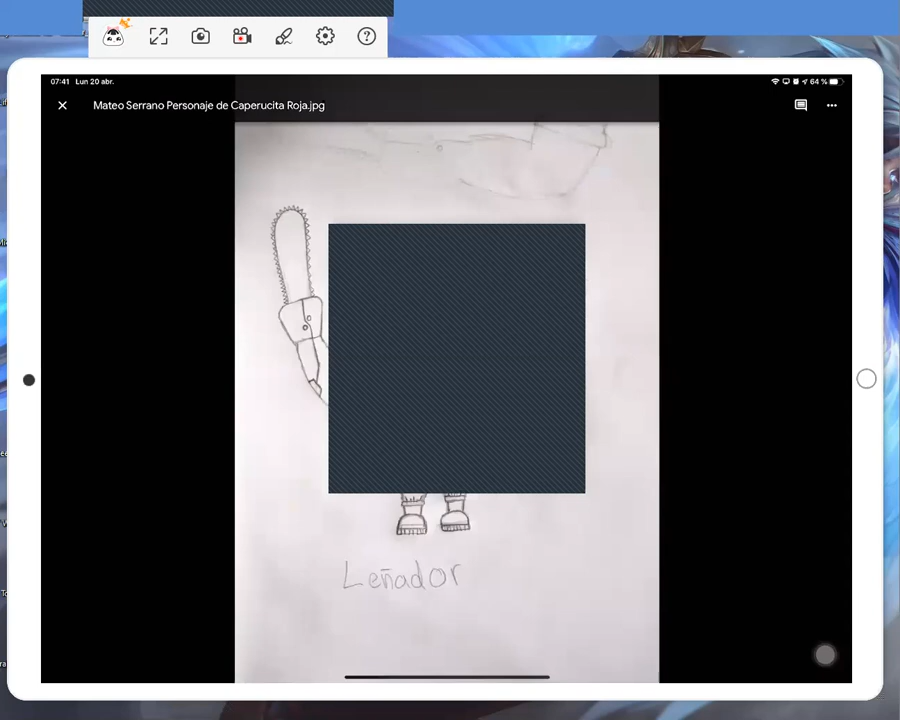 07:41 Lun 20 abr.
64 %
Mateo Serrano Personaje de Caperucita Roja.jpg
Leñador